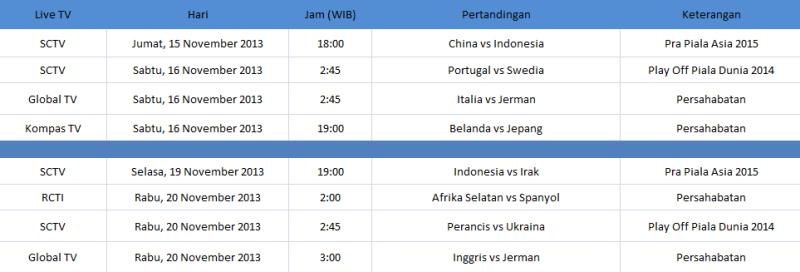 Live TV Hari Jam (WIB) Pertandingan Keterangan
SCTV Jumat, 15 November 2013 18:00 China vs Indonesia Pra Piala Asia 2015
SCTV Sabtu, 16 November 2013 2:45 Portugal vs Swedia Play Off Piala Dunia 2014
Global TV Sabtu, 16 November 2013 2:45 Italia vs Jerman Persahabatan
Kompas TV Sabtu, 16 November 2013 19:00 Belanda vs Jepang Persahabatan
SCTV Selasa, 19 November 2013 19:00 Indonesia vs Irak Pra Piala Asia 2015
RCTI Rabu, 20 November 2013 2:00 Afrika Selatan vs Spanyol Persahabatan
SCTV Rabu, 20 November 2013 2:45 Perancis vs Ukraina Play Off Piala Dunia 2014
Global TV Rabu, 20 November 2013 3:00 Inggris vs Jerman Persahabatan